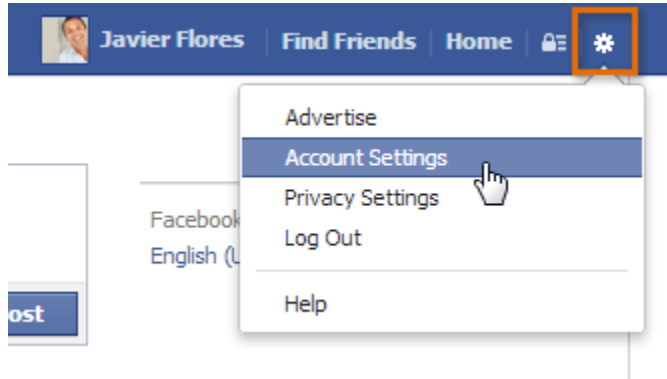 Javier Flores Find Friends Home
Advertise
Account Settings
Privacy Settings
Log Out
Help
Facebook
English (U
ost